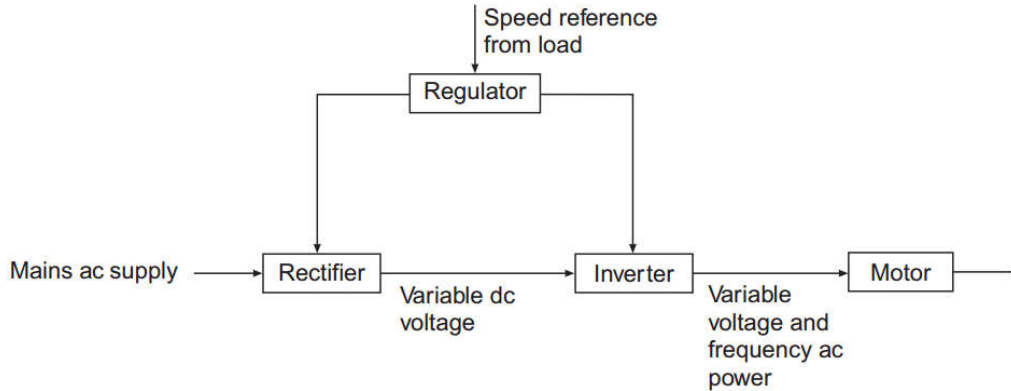 Speed reference
from load
Regulator
Mains ac supply
Rectifier
Variable dc
voltage
Inverter
Variable
voltage and
frequency ac
power
Motor